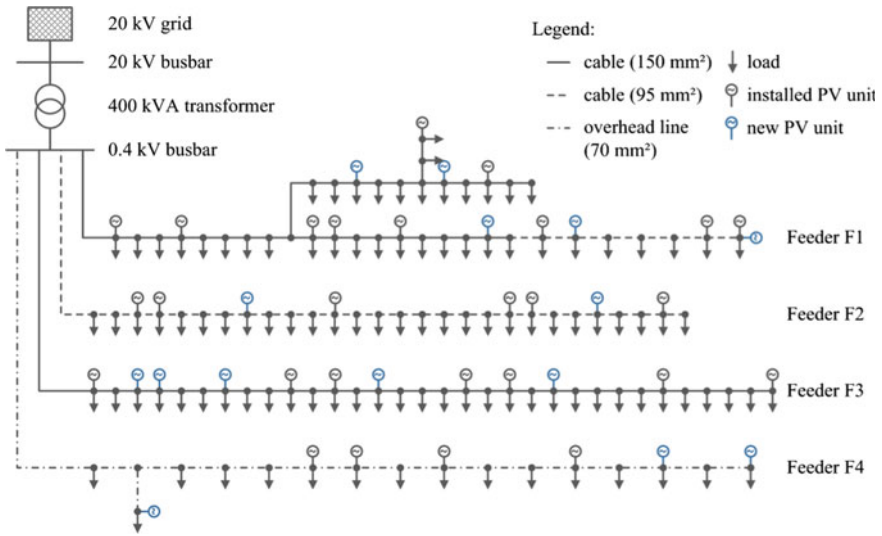 20 kV grid
20 kV busbar
400 kVA transformer
0.4 kV busbar
Legend:
cable (150 mm²)
load
cable (95 mm²)
installed PV unit
overhead line
(70 mm²)
new PV unit
Feeder F1
Feeder F2
Feeder F3
Feeder F4